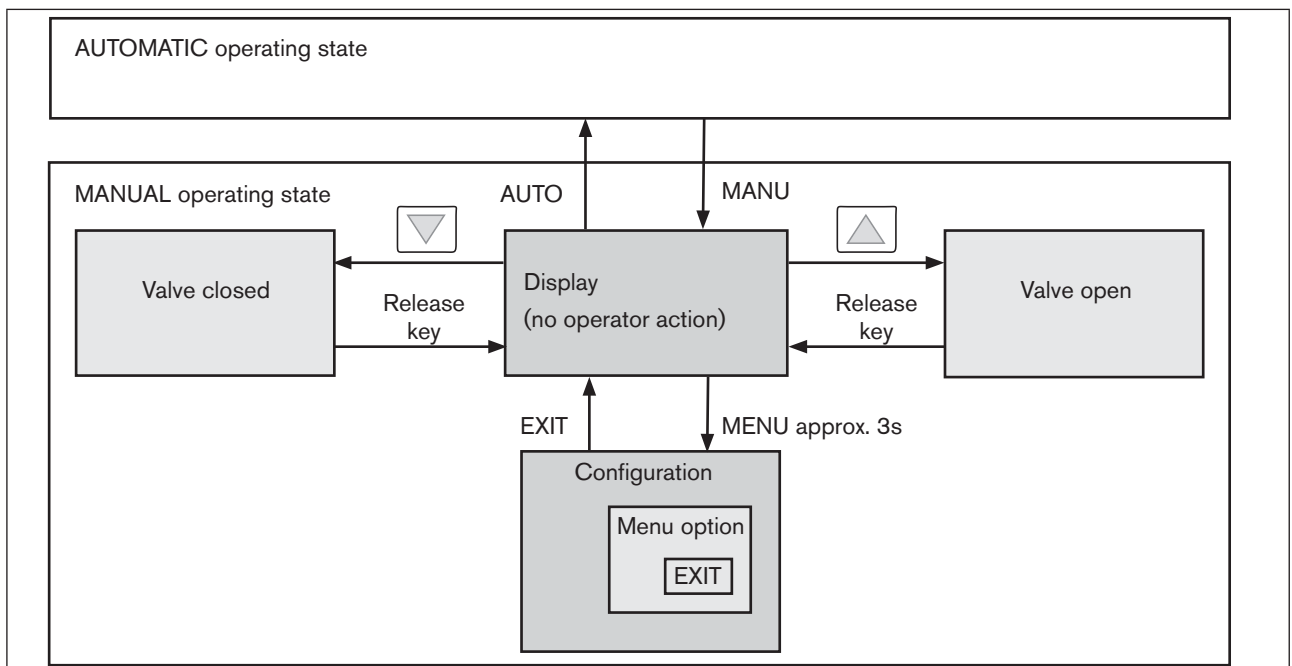 AUTOMATIC operating state
MANUAL operating state
AUTO
MANU
Valve closed
Release
key
Display
(no operator action)
Valve open
Release
key
EXIT
MENU approx. 3s
Configuration
Menu option
EXIT